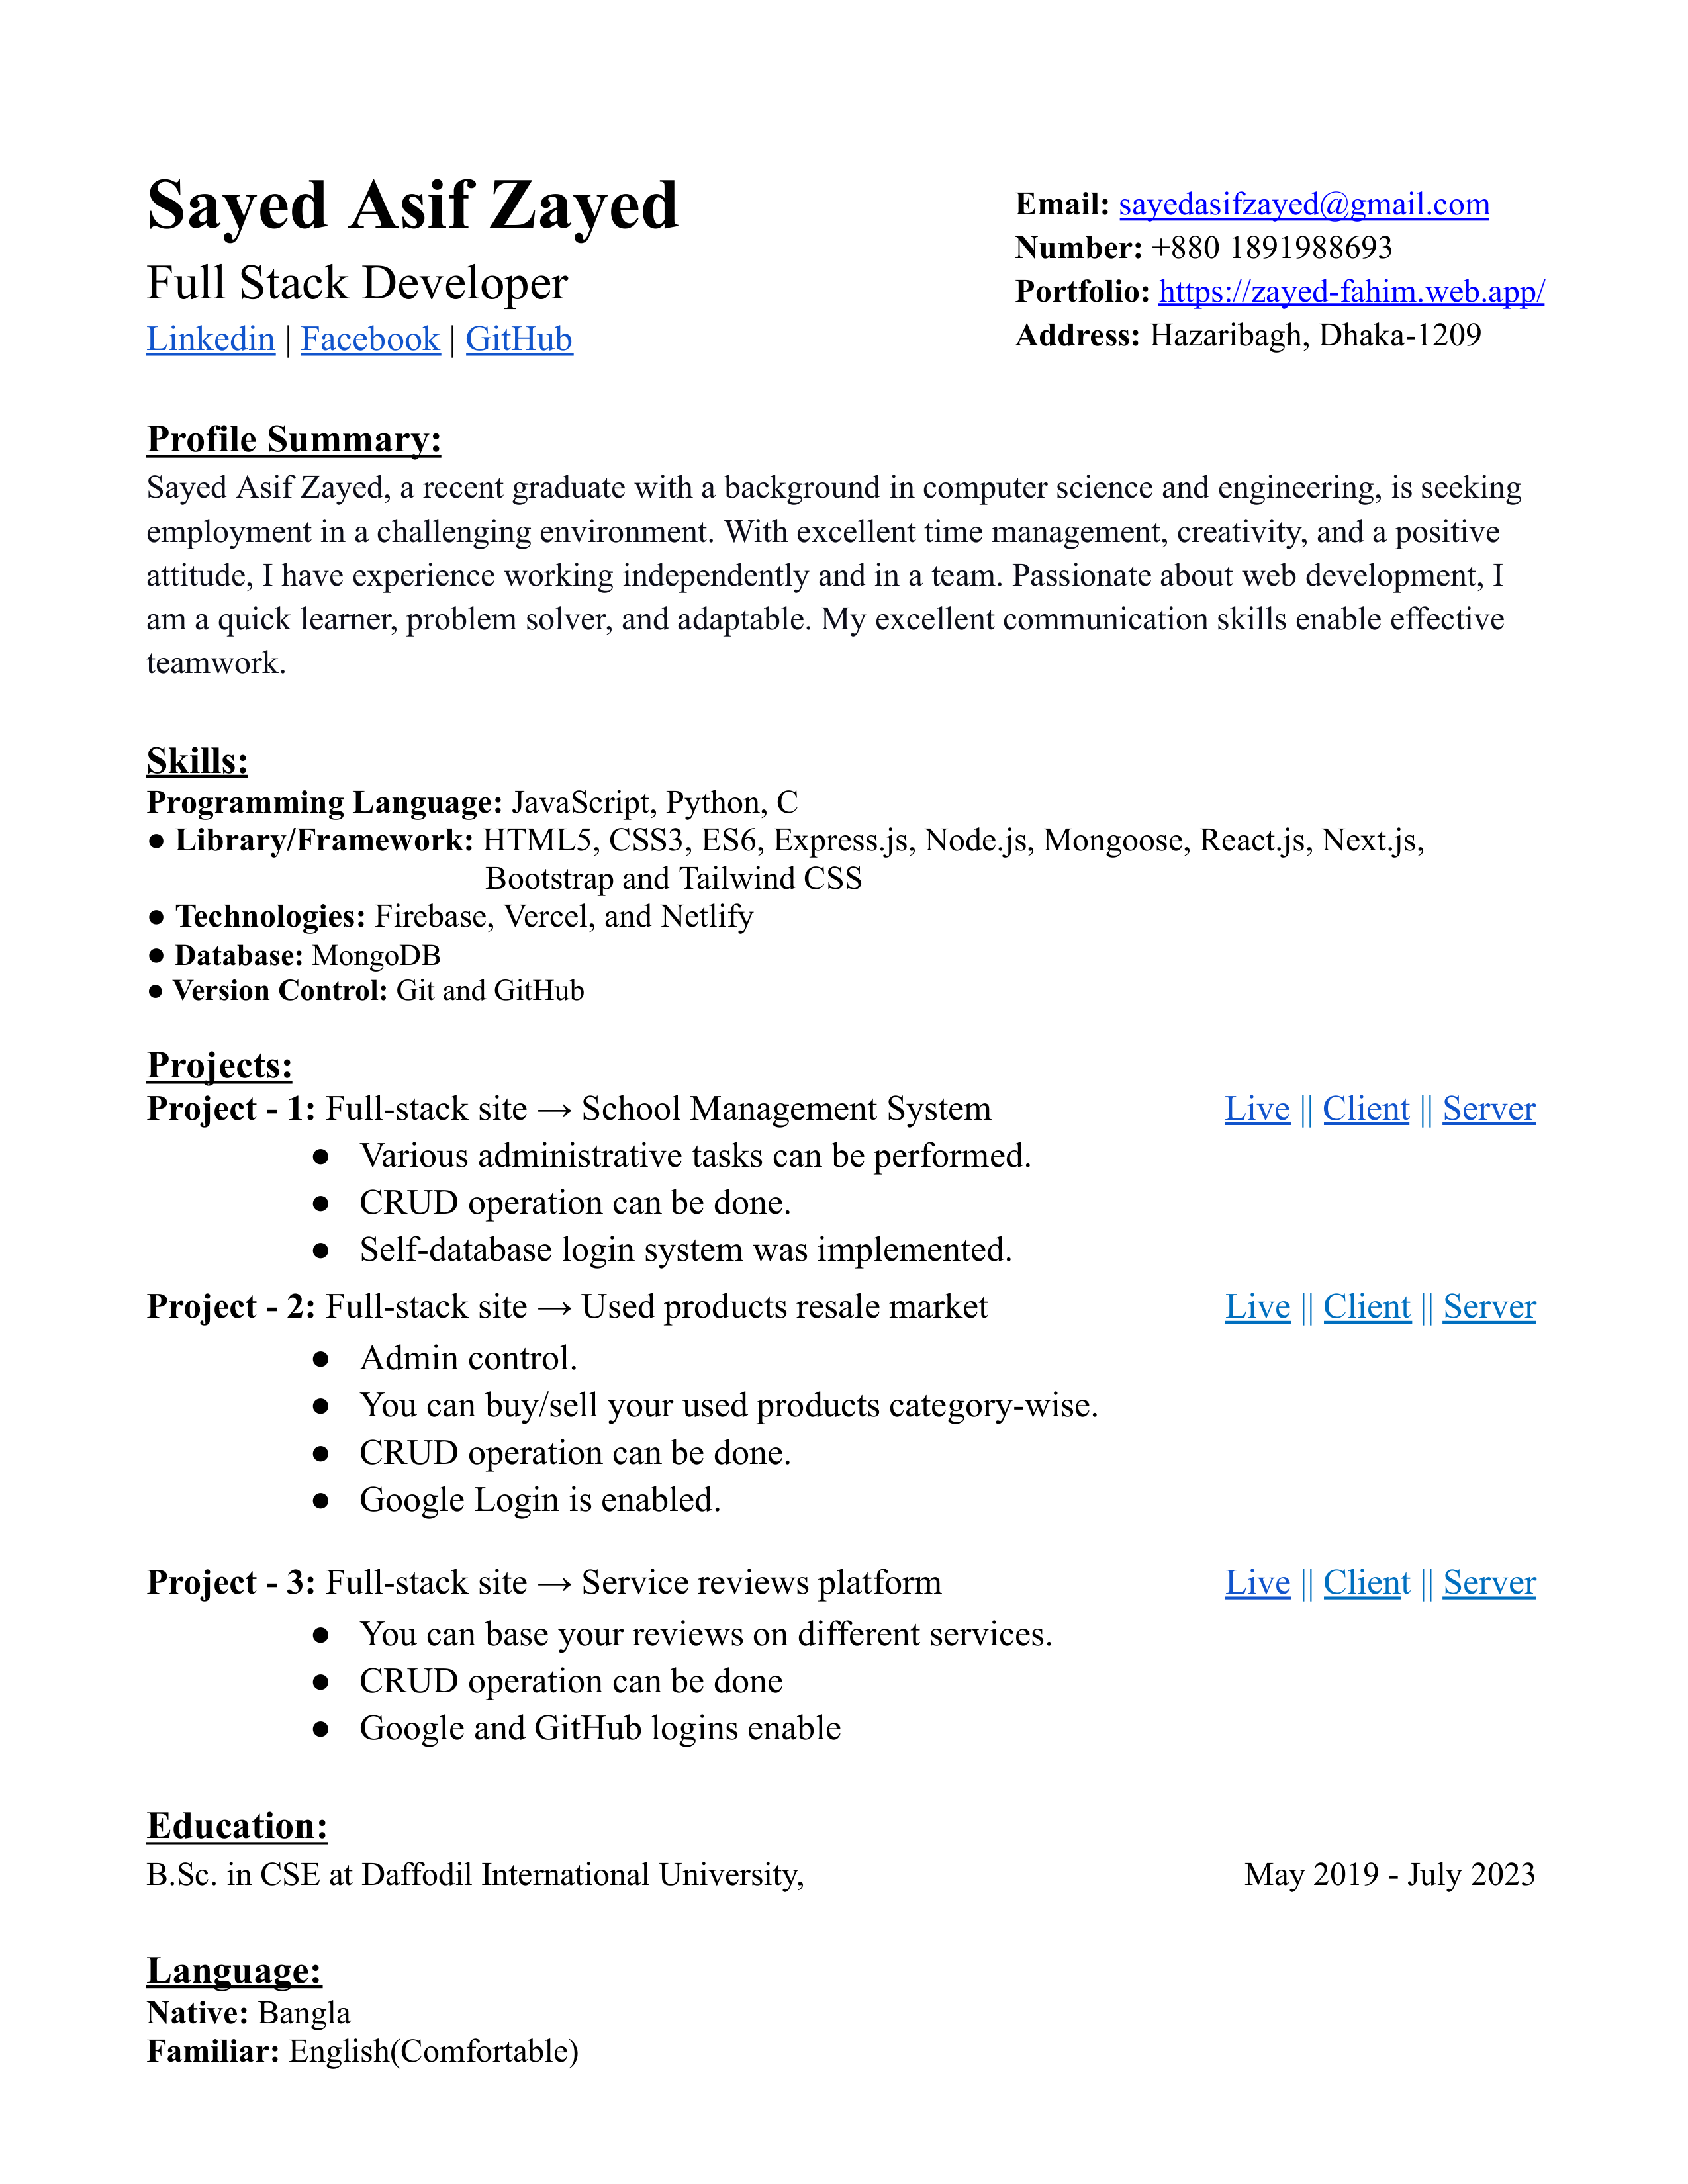 Sayed Asif Zayed
Full Stack Developer
Linkedin | Facebook | GitHub
Email: sayedasifzayed@gmail.com
Number: +880 1891988693
Portfolio: https://zayed-fahim.web.app/
Address: Hazaribagh, Dhaka-1209
Profile Summary:
Sayed Asif Zayed, a recent graduate with a background in computer science and engineering, is seeking
employment in a challenging environment. With excellent time management, creativity, and a positive
attitude, I have experience working independently and in a team. Passionate about web development, I
am a quick learner, problem solver, and adaptable. My excellent communication skills enable effective
teamwork.
Skills:
Programming Language: JavaScript, Python, C
● Library/Framework: HTML5, CSS3, ES6, Express.js, Node.js, Mongoose, React.js, Next.js,
Bootstrap and Tailwind CSS
● Technologies: Firebase, Vercel, and Netlify
● Database: MongoDB
● Version Control: Git and GitHub
Projects:
Project - 1: Full-stack site → School Management System Live || Client || Server
● Various administrative tasks can be performed.
● CRUD operation can be done.
● Self-database login system was implemented.
Project - 2: Full-stack site → Used products resale market Live || Client || Server
● Admin control.
● You can buy/sell your used products category-wise.
● CRUD operation can be done.
● Google Login is enabled.
Project - 3: Full-stack site → Service reviews platform Live || Client || Server
● You can base your reviews on different services.
● CRUD operation can be done
● Google and GitHub logins enable
Education:
B.Sc. in CSE at Daffodil International University, May 2019 - July 2023
Language:
Native: Bangla
Familiar: English(Comfortable)